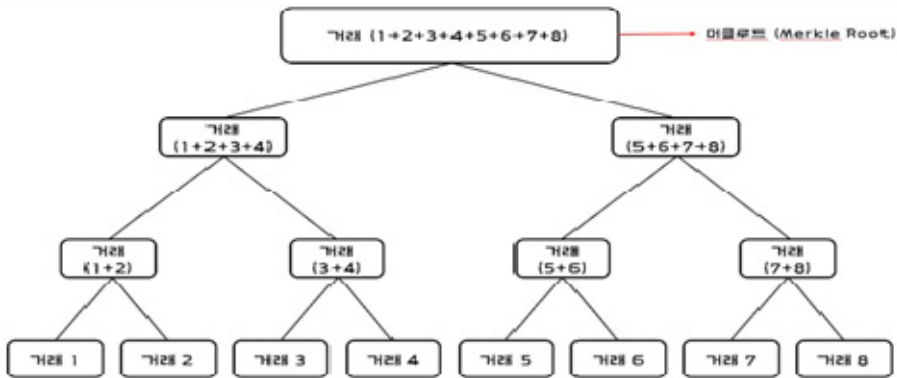 거래 (1+2+3+4+5+6+7+8)
머클루트 (Merkle Root)
거래
(1+2+3+4)
거래
(5+6+7+8)
거래
(1+2)
거래
(3+4)
거래
(5+6)
거래
(7+8)
거래 1
거래 2
거래 3
거래 4
거래 5
거래 6
거래 7
거래 8